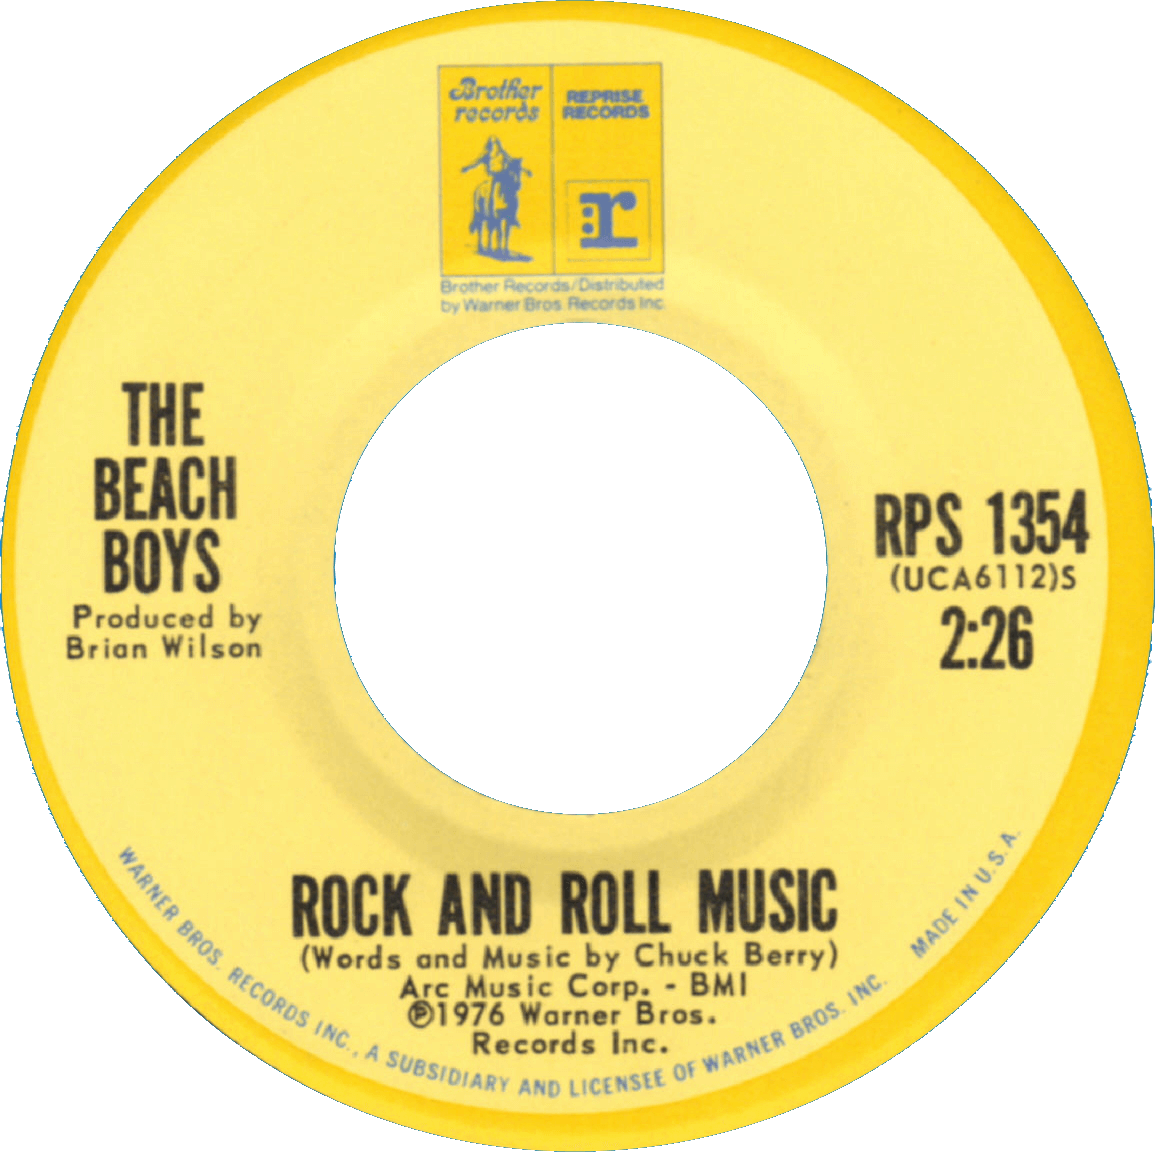 Brother
records
REPRISE
RECORDS
r
Brother Records/Distributed
by Warner Bros. Records Inc.
THE
BEACH
BOYS
Produced by
Brian Wilson
RPS 1354
(UCA6112)S
2:26
ROCK AND ROLL MUSIC
(Words and Music by Chuck Berry)
Arc Music Corp. - BMI
℗1976 Warner Bros.
Records Inc.
WARNER BROS. RECORDS INC., A SUBSIDIARY AND LICENSEE OF WARNER BROS. INC. MADE IN U.S.A.